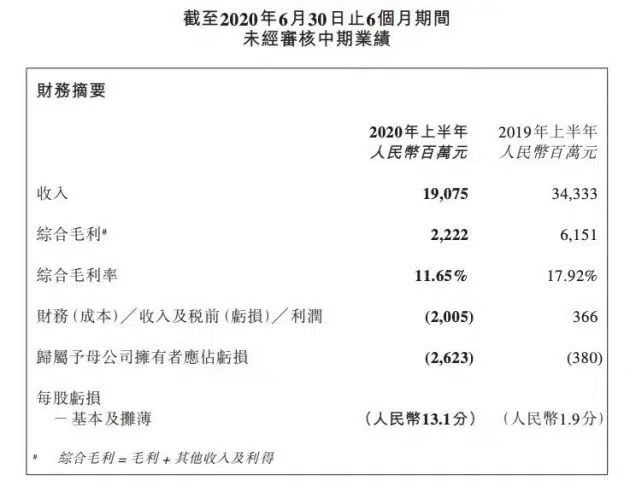 截至2020年6月30日止6個月期間
未經審核中期業績
財務摘要
2020年上半年 2019年上半年
人民幣百萬元 人民幣百萬元
收入 19,075 34,333
綜合毛利# 2,222 6,151
綜合毛利率 11.65% 17.92%
財務(成本)／收入及稅前(虧損)／利潤 (2,005) 366
歸屬予母公司擁有者應佔虧損 (2,623) (380)
每股虧損
－基本及攤薄 (人民幣13.1分) (人民幣1.9分)
# 綜合毛利 = 毛利 + 其他收入及利得